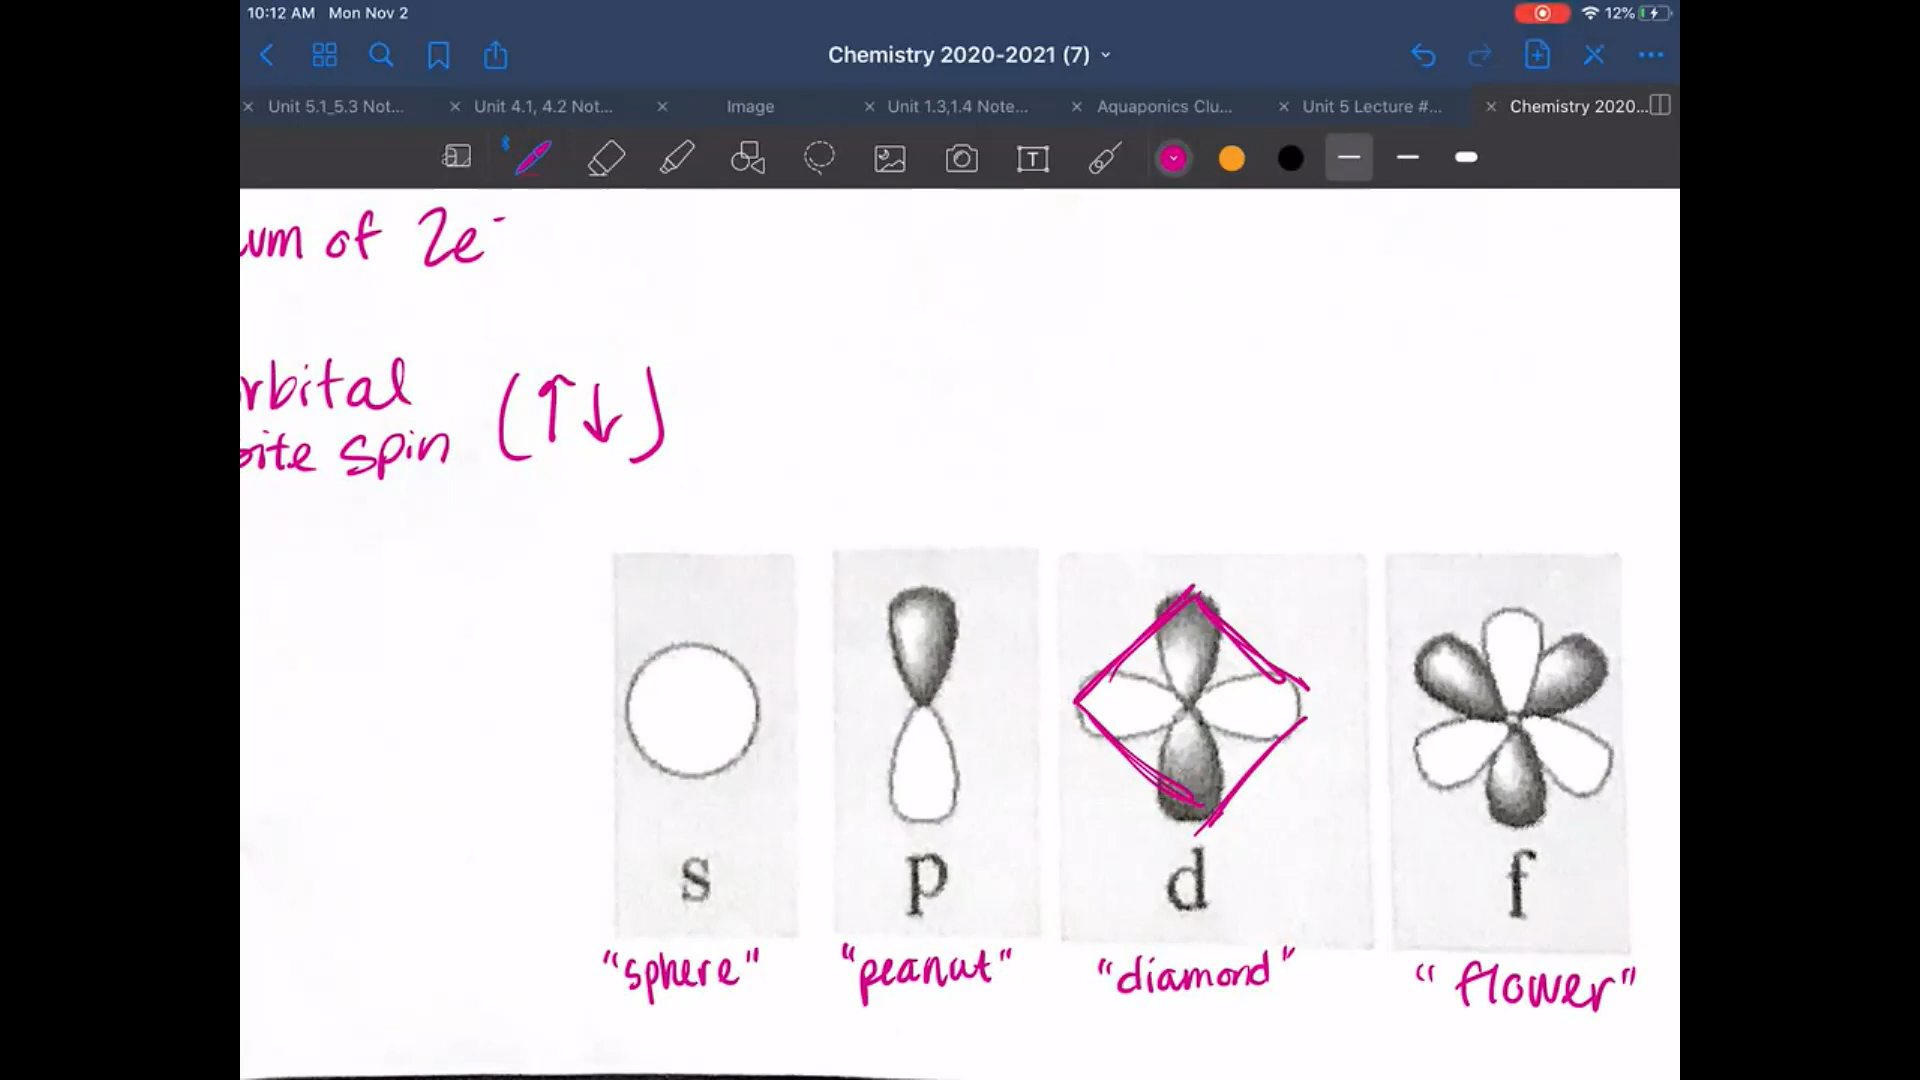 10:12 AM Mon Nov 2
12%
Chemistry 2020-2021 (7)
Unit 5.1_5.3 Not...
Unit 4.1, 4.2 Not...
Image
Unit 1.3,1.4 Note...
Aquaponics Clu...
Unit 5 Lecture #...
Chemistry 2020...
T
um of 2e⁻
rbital
site spin (↑↓)
s p d f
"sphere" "peanut" "diamond" "flower"